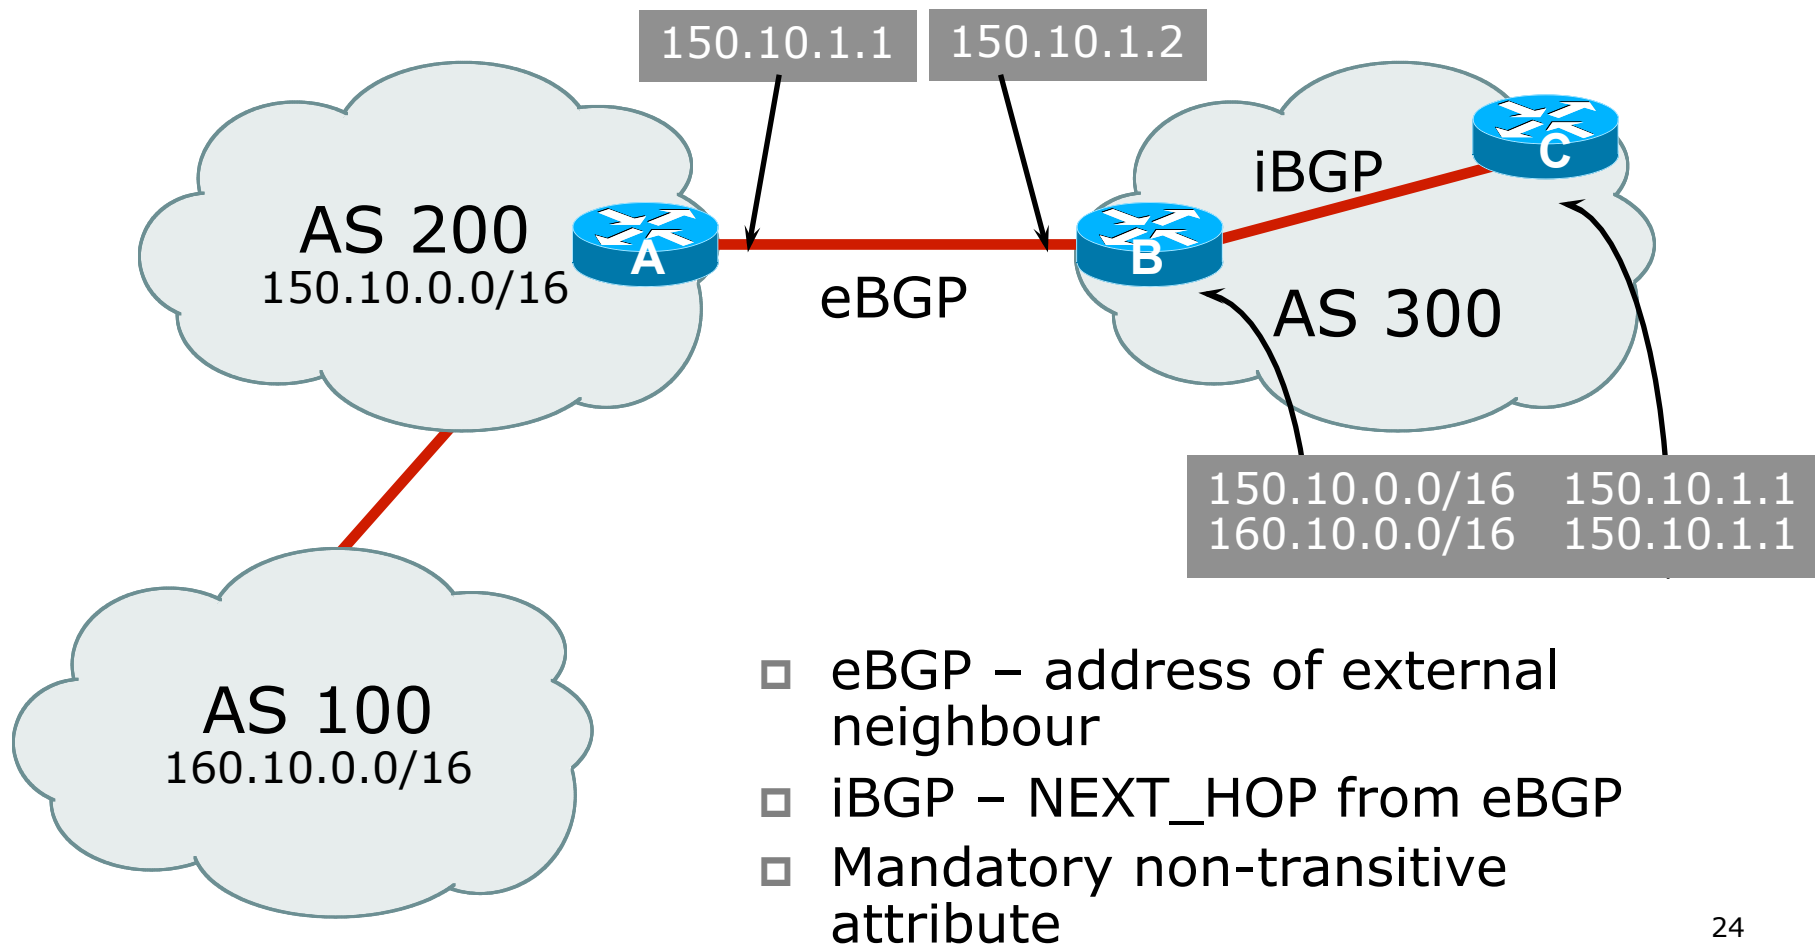 150.10.1.1 150.10.1.2
C
iBGP
AS 200
150.10.0.0/16
A
B
eBGP
AS 300
150.10.0.0/16 150.10.1.1
160.10.0.0/16 150.10.1.1
AS 100
160.10.0.0/16
eBGP – address of external
neighbour
iBGP – NEXT_HOP from eBGP
Mandatory non-transitive
attribute
24